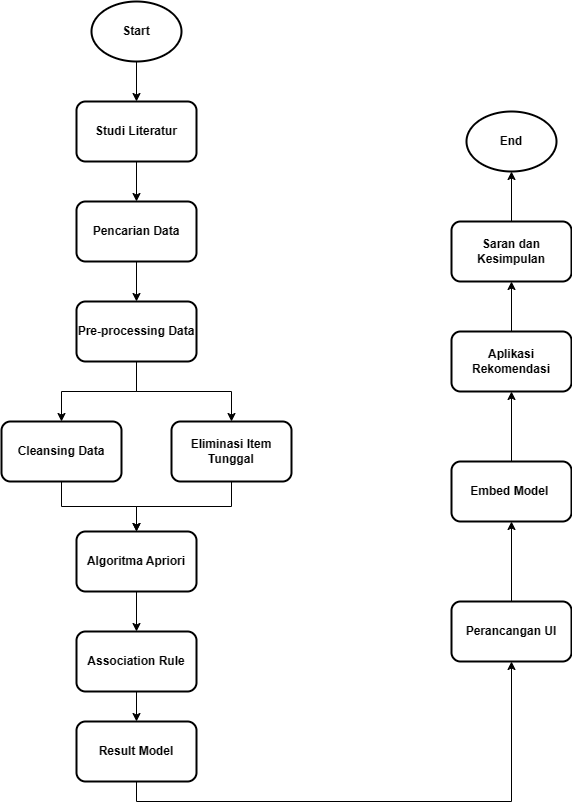 Start
Studi Literatur
Pencarian Data
Pre-processing Data
Cleansing Data
Eliminasi Item
Tunggal
Algoritma Apriori
Association Rule
Result Model
Perancangan UI
Embed Model
Aplikasi
Rekomendasi
Saran dan
Kesimpulan
End